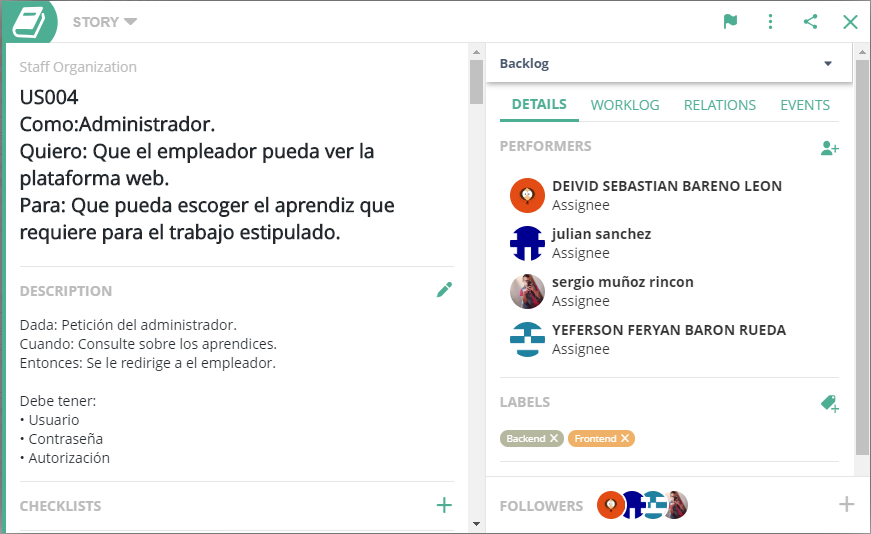 STORY
Staff Organization
US004
Como:Administrador.
Quiero: Que el empleador pueda ver la
plataforma web.
Para: Que pueda escoger el aprendiz que
requiere para el trabajo estipulado.
DESCRIPTION
Dada: Petición del administrador.
Cuando: Consulte sobre los aprendices.
Entonces: Se le redirige a el empleador.
Debe tener:
• Usuario
• Contraseña
• Autorización
CHECKLISTS
Backlog
DETAILS WORKLOG RELATIONS EVENTS
PERFORMERS
DEIVID SEBASTIAN BARENO LEON
Assignee
julian sanchez
Assignee
sergio muñoz rincon
Assignee
YEFERSON FERYAN BARON RUEDA
Assignee
LABELS
Backend Frontend
FOLLOWERS